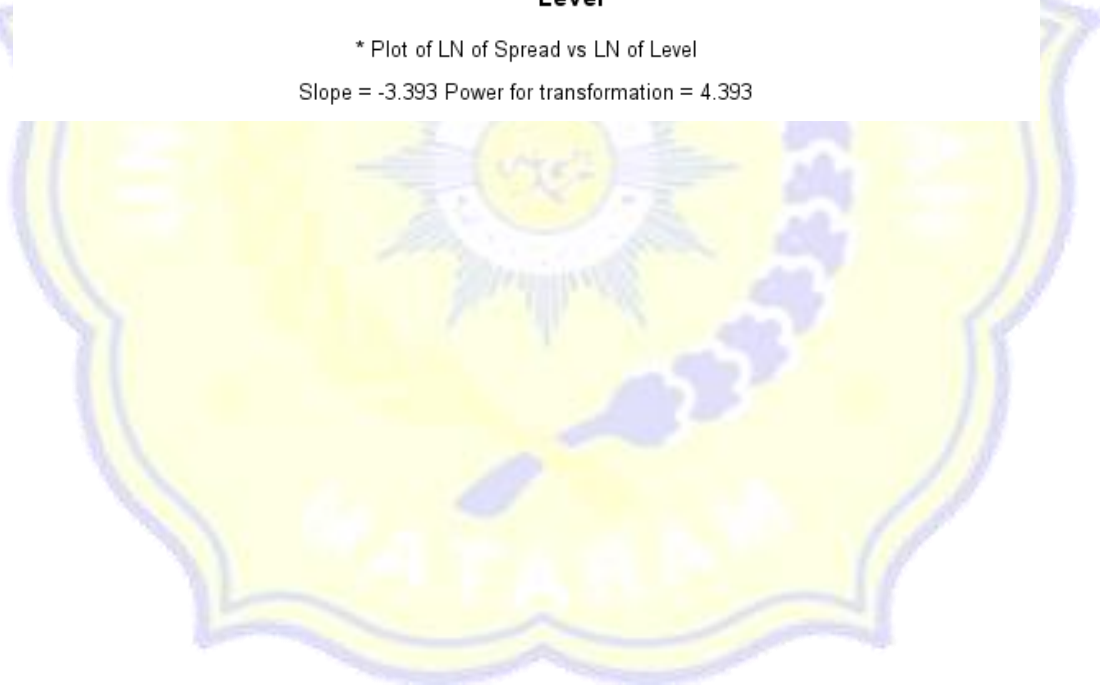 Level
* Plot of LN of Spread vs LN of Level
Slope = -3.393 Power for transformation = 4.393
MATARAM